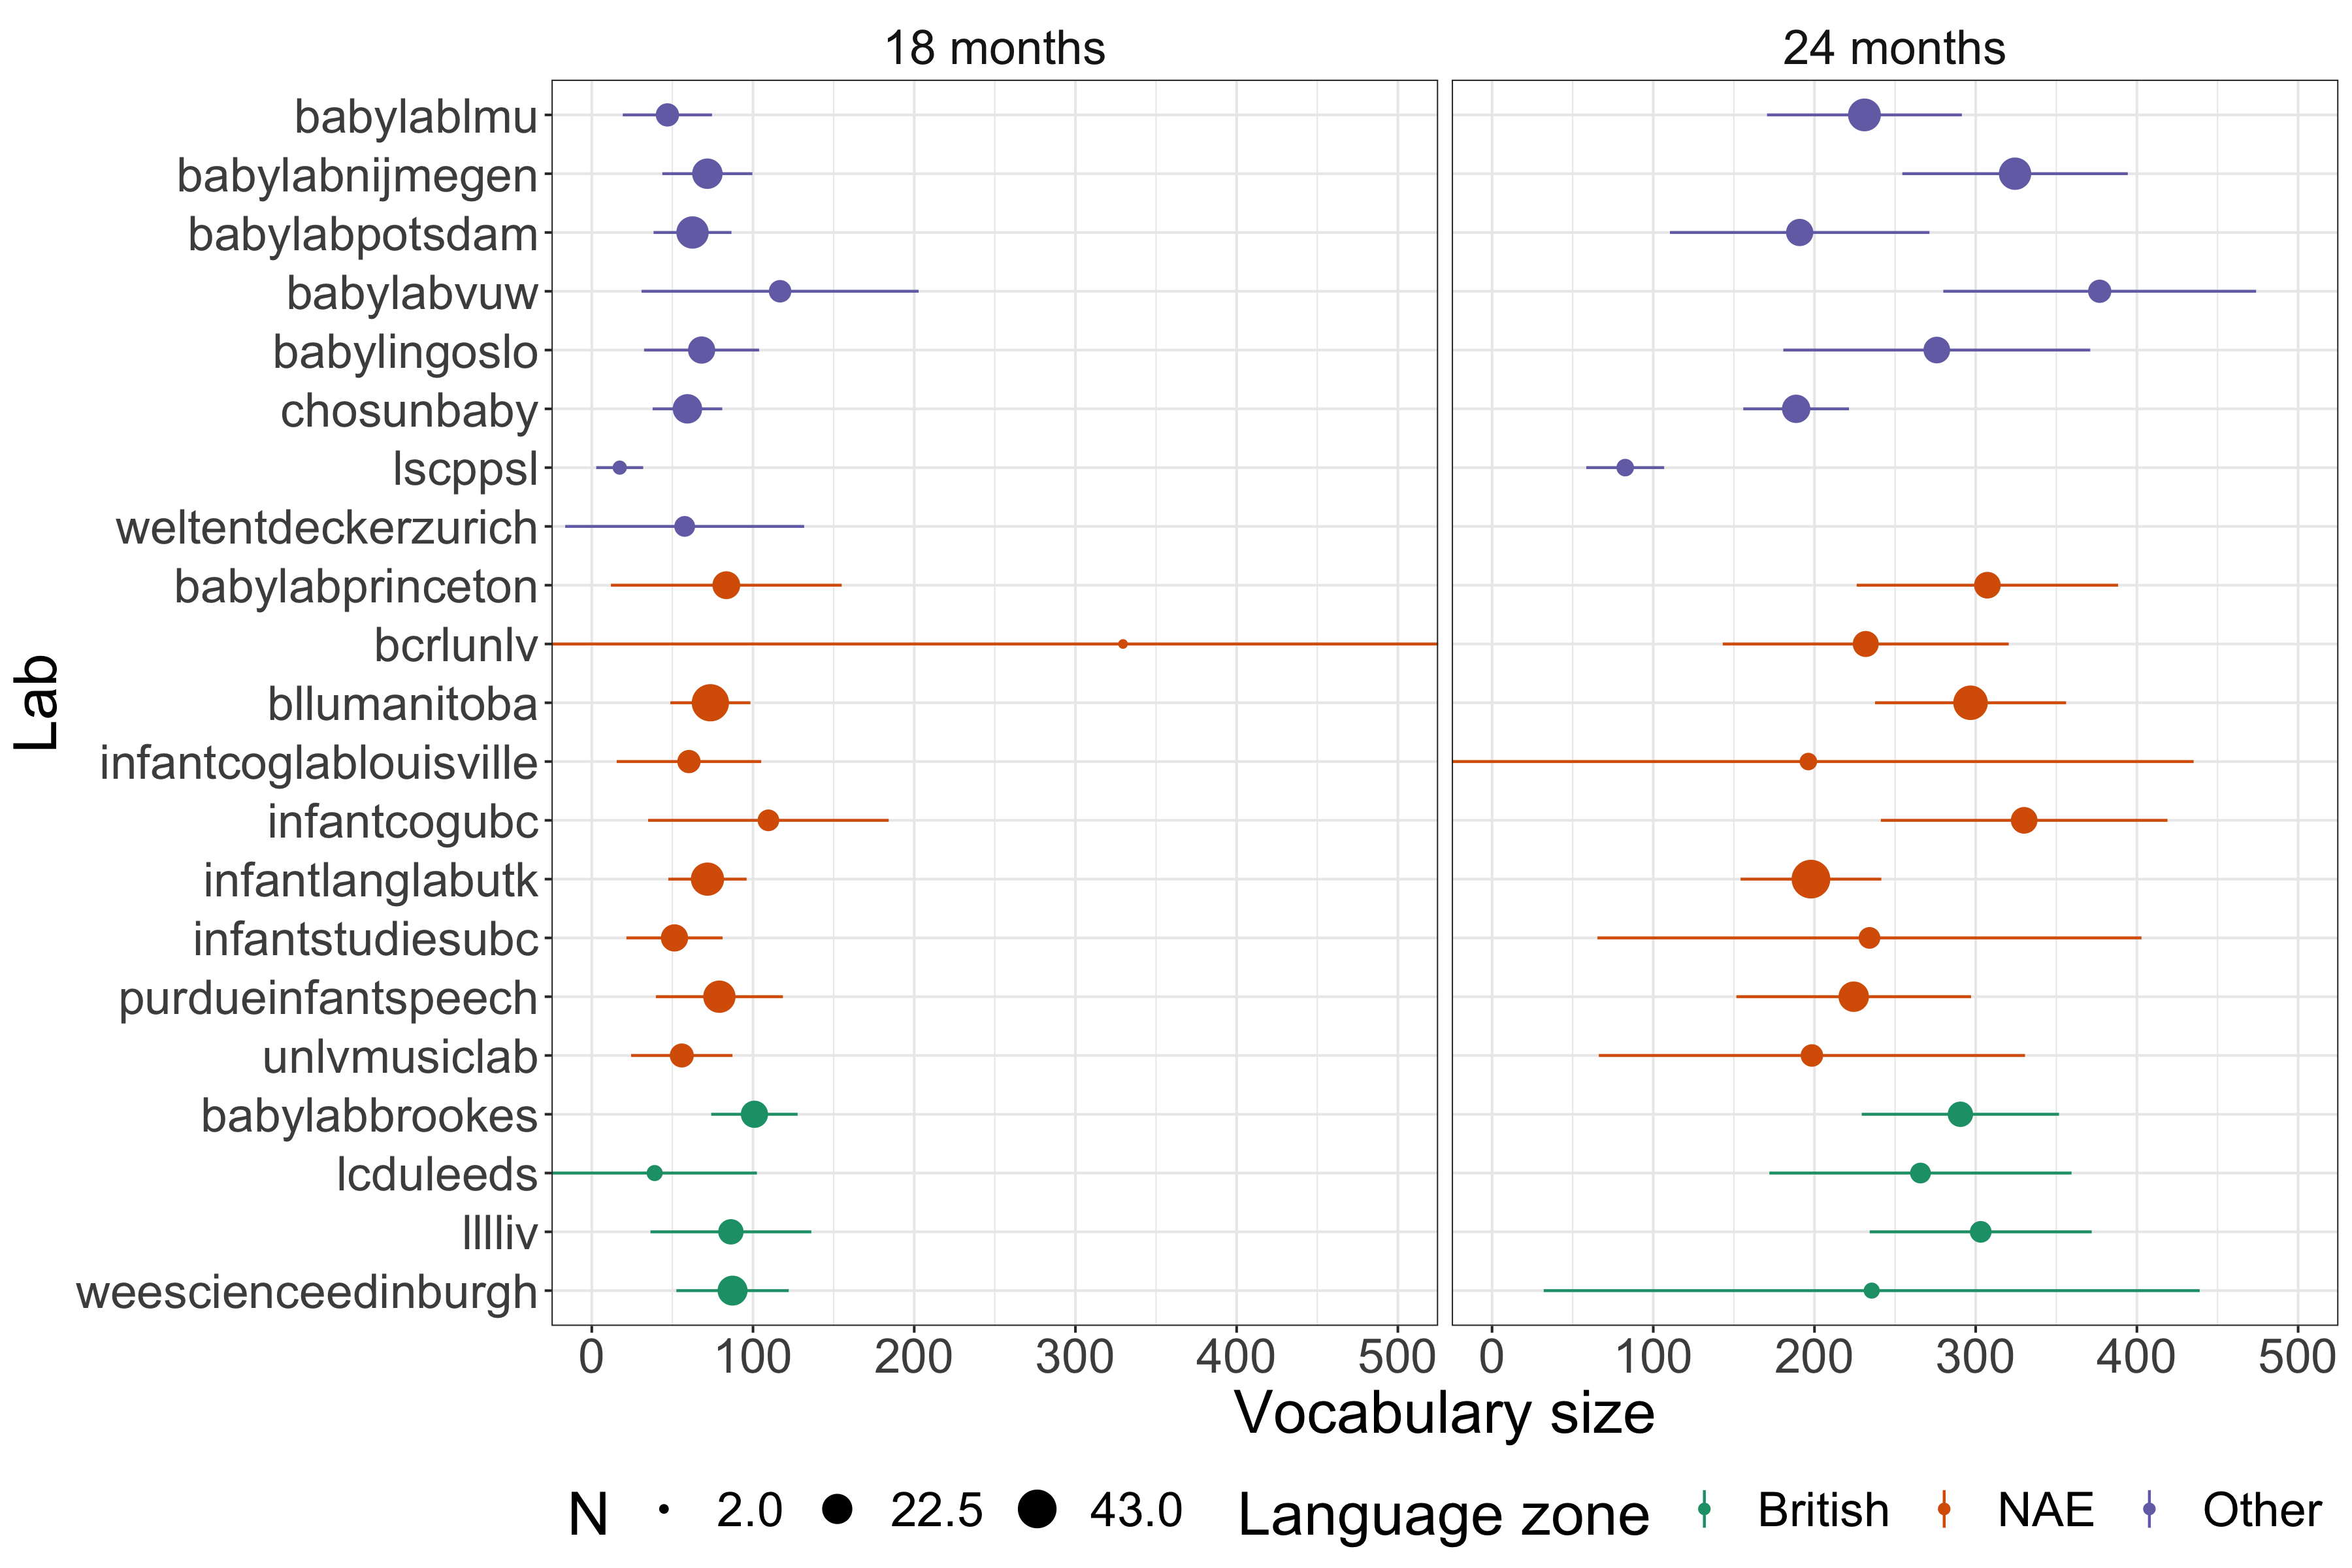 18 months 24 months
babylablmu
babylabnijmegen
babylabpotsdam
babylabvuw
babylingoslo
chosunbaby
lscppsl
weltentdeckerzurich
babylabprinceton
bcrlunlv
bllumanitoba
infantcoglablouisville
infantcogubc
infantlanglabutk
infantstudiesubc
purdueinfantspeech
unlvmusiclab
babylabbrookes
lcduleeds
lllliv
weescienceedinburgh
Lab
0 100 200 300 400 500 0 100 200 300 400 500
Vocabulary size
N 2.0 22.5 43.0 Language zone British NAE Other